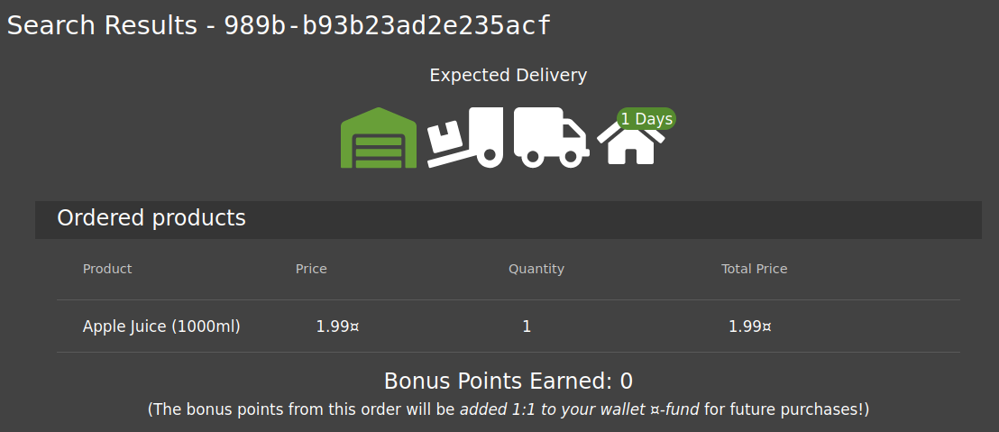 Search Results - 989b-b93b23ad2e235acf
Expected Delivery
1 Days
Ordered products
Product Price Quantity Total Price
Apple Juice (1000ml) 1.99¤ 1 1.99¤
Bonus Points Earned: 0
(The bonus points from this order will be added 1:1 to your wallet ¤-fund for future purchases!)